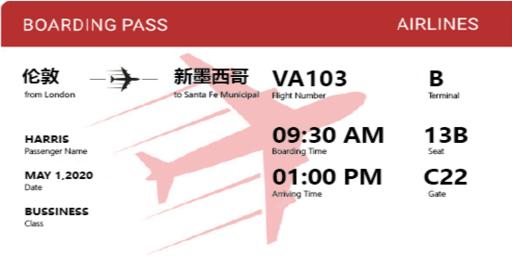 BOARDING PASS
AIRLINES
伦敦
新墨西哥
VA103
B
from London
to Santa Fe Municipal
Flight Number
Terminal
09:30 AM
13B
HARRIS
Boarding Time
Seat
Passenger Name
01:00 PM
C22
MAY 1,2020
Arriving Time
Gate
Date
BUSSINESS
Class